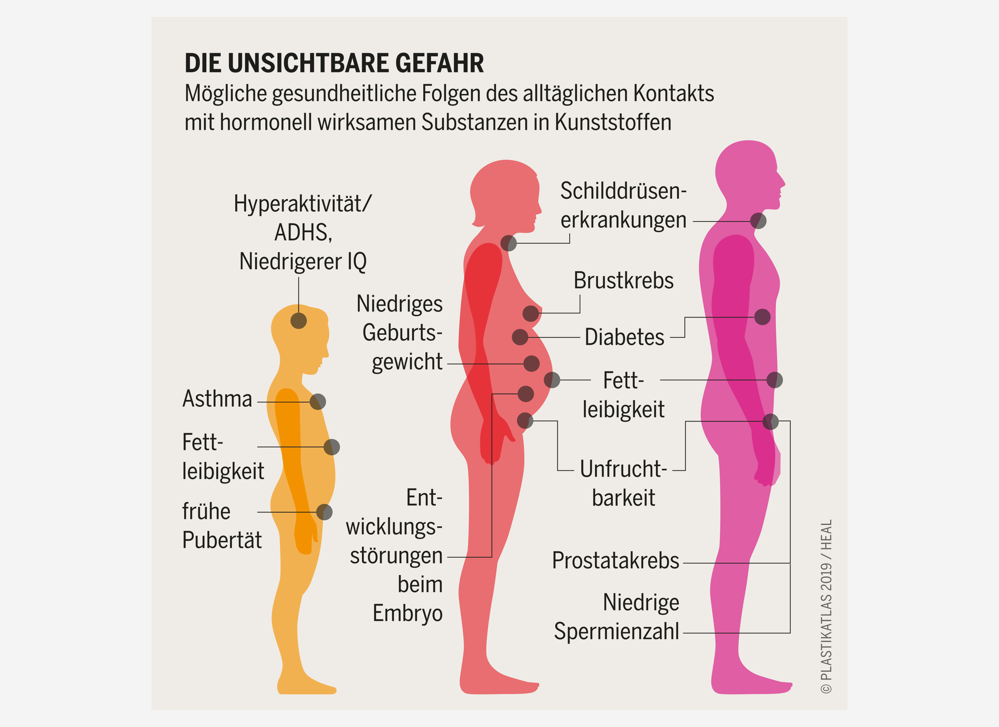 DIE UNSICHTBARE GEFAHR
Mögliche gesundheitliche Folgen des alltäglichen Kontakts
mit hormonell wirksamen Substanzen in Kunststoffen
Hyperaktivität/
ADHS,
Niedrigerer IQ
Asthma
Fett-
leibigkeit
frühe
Pubertät
Niedriges
Geburts-
gewicht
Ent-
wicklungs-
störungen
beim
Embryo
Schilddrüsen-
erkrankungen
Brustkrebs
Diabetes
Fett-
leibigkeit
Unfrucht-
barkeit
Prostatakrebs
Niedrige
Spermienzahl
© PLASTIKATLAS 2019 / HEAL